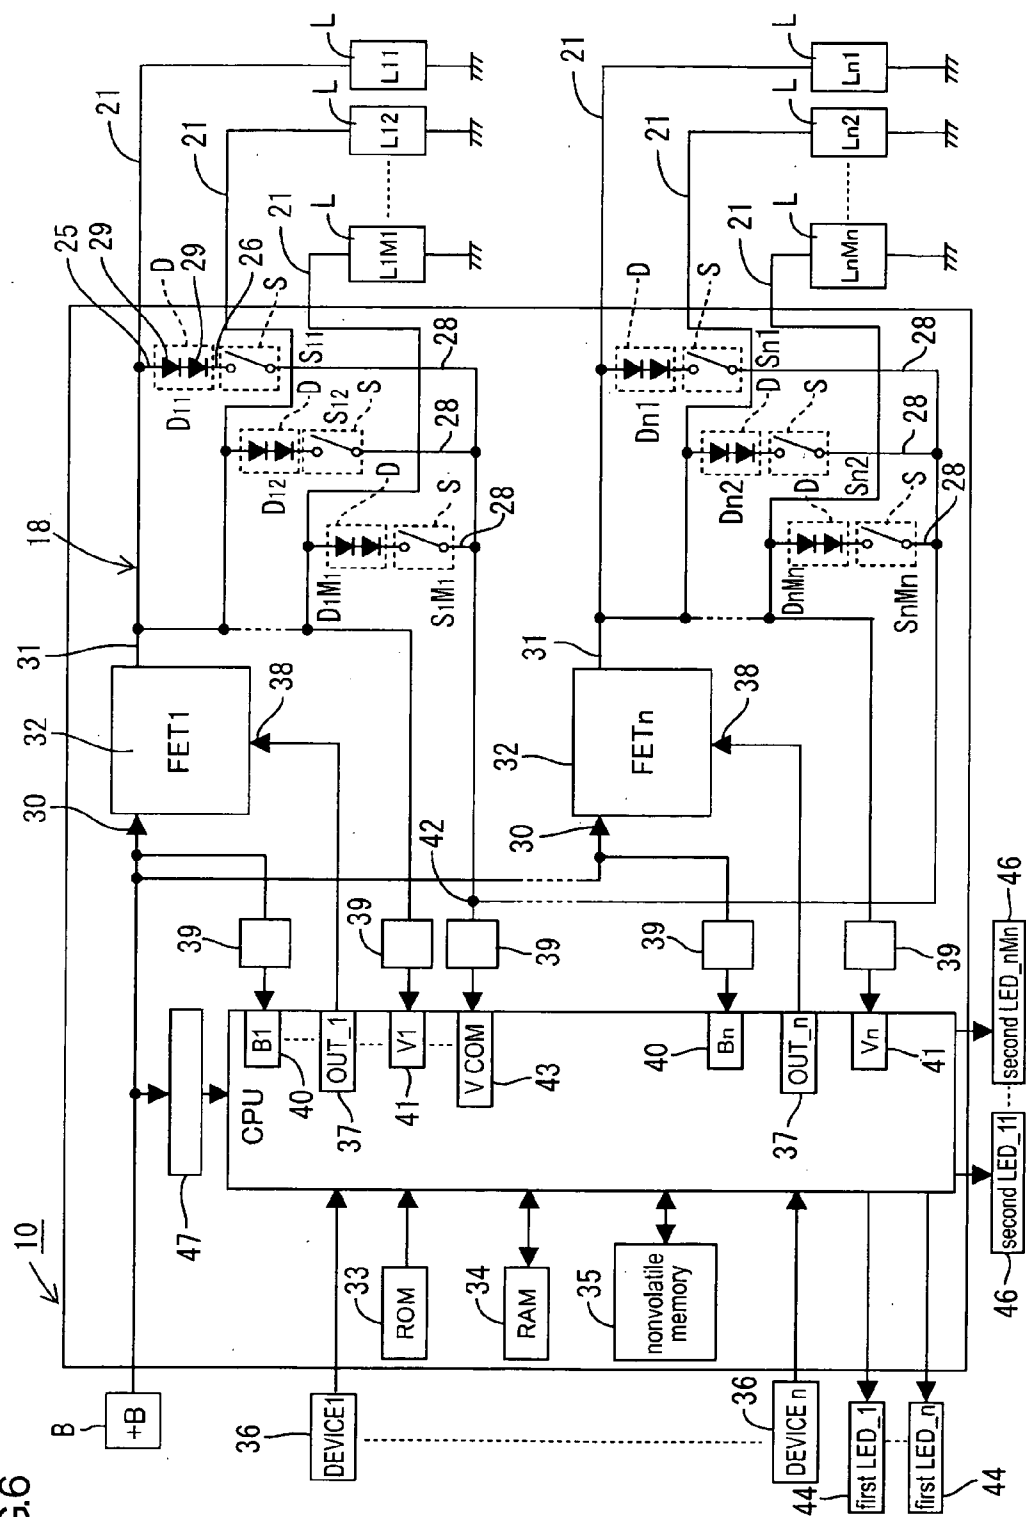 G.6
10
B
+B
47
30
32
FET1
31
18
D11
25
29
D
29
26
S
S11
28
21
L
L11
21
L
L12
21
L
L1M1
D12
D
S12
S
28
D1M1
D
S
S1M1
28
38
42
39
39
39
CPU
B1
40
OUT_1
37
V1
41
V COM
43
33
ROM
34
RAM
35
nonvolatile
memory
36
DEVICE1
36
DEVICE n
44
first LED_1
first LED_n
44
30
32
FETn
31
38
39
39
40
Bn
37
OUT_n
Vn
41
Dn1
D
S
Sn1
28
Dn2
D
S
Sn2
28
DnMn
D
S
SnMn
28
21
L
Ln1
21
L
Ln2
21
L
LnMn
46
second LED_11
second LED_nMn
46